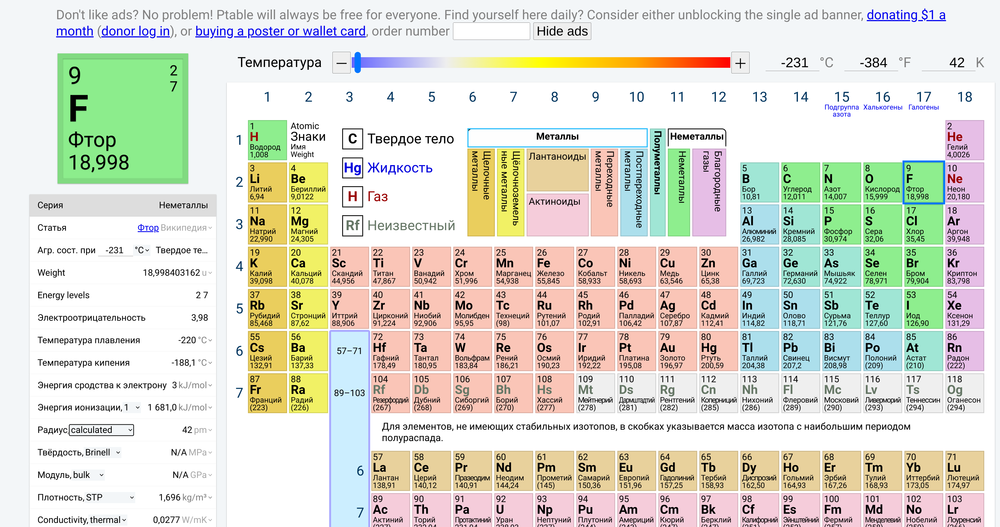 Don't like ads? No problem! Ptable will always be free for everyone. Find yourself here daily? Consider either unblocking the single ad banner, donating $1 a
month (donor log in), or buying a poster or wallet card, order number Hide ads
Температура − + -231 °C -384 °F 42 K
9 2
7
F
Фтор
18,998
Серия Неметаллы
Статья Фтор Википедия
Агр. сост. при -231 °C Твердое те...
Weight 18,998403162 u
Energy levels 2 7
Электроотрицательность 3,98
Температура плавления -220 °C
Температура кипения -188,1 °C
Энергия сродства к электрону 3 kJ/mol
Энергия ионизации, 1 1 681,0 kJ/mol
Радиус, calculated 42 pm
Твёрдость, Brinell N/A MPa
Модуль, bulk N/A GPa
Плотность, STP 1,696 kg/m³
Conductivity, thermal 0,0277 W/mK
1 2 3 4 5 6 7 8 9 10 11 12 13 14 15 16 17 18
Подгруппа Халькогены Галогены
азота
Atomic
Знаки
Имя
Weight
C Твердое тело
Hg Жидкость
H Газ
Rf Неизвестный
Металлы
Щелочные
металлы
Щёлочноземель
ные металлы
Лантаноиды
Актиноиды
Переходные
металлы
Постпереходные
металлы
Полуметаллы
Неметаллы
Неметаллы
Благородные
газы
1
1 2
H He
Водород Гелий
1,008 4,0026
2
3 4 5 6 7 8 9 10
Li Be B C N O F Ne
Литий Бериллий Бор Углерод Азот Кислород Фтор Неон
6,94 9,0122 10,81 12,011 14,007 15,999 18,998 20,180
3
11 12 13 14 15 16 17 18
Na Mg Al Si P S Cl Ar
Натрий Магний Алюминий Кремний Фосфор Сера Хлор Аргон
22,990 24,305 26,982 28,085 30,974 32,06 35,45 39,948
4
19 20 21 22 23 24 25 26 27 28 29 30 31 32 33 34 35 36
K Ca Sc Ti V Cr Mn Fe Co Ni Cu Zn Ga Ge As Se Br Kr
Калий Кальций Скандий Титан Ванадий Хром Марганец Железо Кобальт Никель Медь Цинк Галлий Германий Мышьяк Селен Бром Криптон
39,098 40,078 44,956 47,867 50,942 51,996 54,938 55,845 58,933 58,693 63,546 65,38 69,723 72,630 74,922 78,971 79,904 83,798
5
37 38 39 40 41 42 43 44 45 46 47 48 49 50 51 52 53 54
Rb Sr Y Zr Nb Mo Tc Ru Rh Pd Ag Cd In Sn Sb Te I Xe
Рубидий Стронций Иттрий Цирконий Ниобий Молибден Технеций Рутений Родий Палладий Серебро Кадмий Индий Олово Сурьма Теллур Иод Ксенон
85,468 87,62 88,906 91,224 92,906 95,95 (98) 101,07 102,91 106,42 107,87 112,41 114,82 118,71 121,76 127,60 126,90 131,29
6
55 56 57–71 72 73 74 75 76 77 78 79 80 81 82 83 84 85 86
Cs Ba Hf Ta W Re Os Ir Pt Au Hg Tl Pb Bi Po At Rn
Цезий Барий Гафний Тантал Вольфрам Рений Осмий Иридий Платина Золото Ртуть Таллий Свинец Висмут Полоний Астат Радон
132,91 137,33 178,49 180,95 183,84 186,21 190,23 192,22 195,08 196,97 200,59 204,38 207,2 208,98 (209) (210) (222)
7
87 88 89–103 104 105 106 107 108 109 110 111 112 113 114 115 116 117 118
Fr Ra Rf Db Sg Bh Hs Mt Ds Rg Cn Nh Fl Mc Lv Ts Og
Франций Радий Резерфордий Дубний Сиборгий Борий Хассий Мейтнерий Дармштадтий Рентгений Коперниций Нихоний Флеровий Московий Ливерморий Теннессин Оганесон
(223) (226) (267) (268) (269) (270) (277) (278) (281) (282) (285) (286) (289) (290) (293) (294) (294)
Для элементов, не имеющих стабильных изотопов, в скобках указывается масса изотопа с наибольшим периодом
полураспада.
6
57 58 59 60 61 62 63 64 65 66 67 68 69 70 71
La Ce Pr Nd Pm Sm Eu Gd Tb Dy Ho Er Tm Yb Lu
Лантан Церий Празеодим Неодим Прометий Самарий Европий Гадолиний Тербий Диспрозий Гольмий Эрбий Тулий Иттербий Лютеций
138,91 140,12 140,91 144,24 (145) 150,36 151,96 157,25 158,93 162,50 164,93 167,26 168,93 173,05 174,97
7
89 90 91 92 93 94 95 96 97 98 99 100 101 102 103
Ac Th Pa U Np Pu Am Cm Bk Cf Es Fm Md No Lr
Актиний Торий Протактиний Уран Нептуний Плутоний Америций Кюрий Берклий Калифорний Эйнштейний Фермий Менделевий Нобелий Лоуренсий